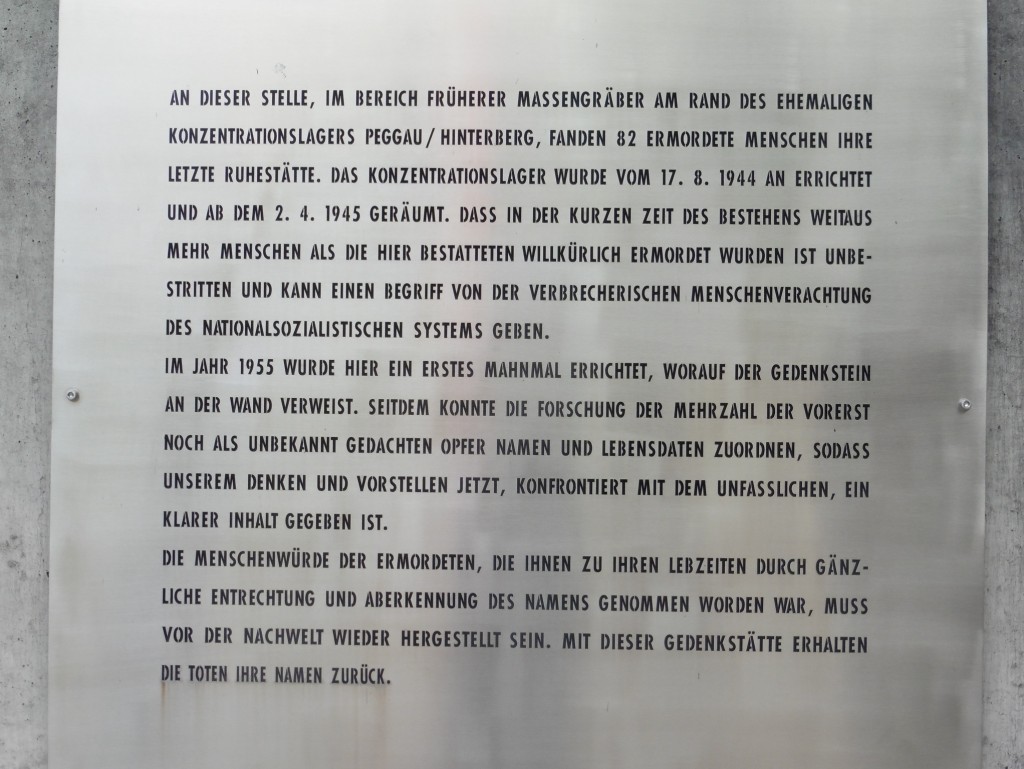 AN DIESER STELLE, IM BEREICH FRÜHERER MASSENGRÄBER AM RAND DES EHEMALIGEN
KONZENTRATIONSLAGERS PEGGAU/HINTERBERG, FANDEN 82 ERMORDETE MENSCHEN IHRE
LETZTE RUHESTÄTTE. DAS KONZENTRATIONSLAGER WURDE VOM 17. 8. 1944 AN ERRICHTET
UND AB DEM 2. 4. 1945 GERÄUMT. DASS IN DER KURZEN ZEIT DES BESTEHENS WEITAUS
MEHR MENSCHEN ALS DIE HIER BESTATTETEN WILLKÜRLICH ERMORDET WURDEN IST UNBE-
STRITTEN UND KANN EINEN BEGRIFF VON DER VERBRECHERISCHEN MENSCHENVERACHTUNG
DES NATIONALSOZIALISTISCHEN SYSTEMS GEBEN.
IM JAHR 1955 WURDE HIER EIN ERSTES MAHNMAL ERRICHTET, WORAUF DER GEDENKSTEIN
AN DER WAND VERWEIST. SEITDEM KONNTE DIE FORSCHUNG DER MEHRZAHL DER VORERST
NOCH ALS UNBEKANNT GEDACHTEN OPFER NAMEN UND LEBENSDATEN ZUORDNEN, SODASS
UNSEREM DENKEN UND VORSTELLEN JETZT, KONFRONTIERT MIT DEM UNFASSLICHEN, EIN
KLARER INHALT GEGEBEN IST.
DIE MENSCHENWÜRDE DER ERMORDETEN, DIE IHNEN ZU IHREN LEBZEITEN DURCH GÄNZ-
LICHE ENTRECHTUNG UND ABERKENNUNG DES NAMENS GENOMMEN WORDEN WAR, MUSS
VOR DER NACHWELT WIEDER HERGESTELLT SEIN. MIT DIESER GEDENKSTÄTTE ERHALTEN
DIE TOTEN IHRE NAMEN ZURÜCK.